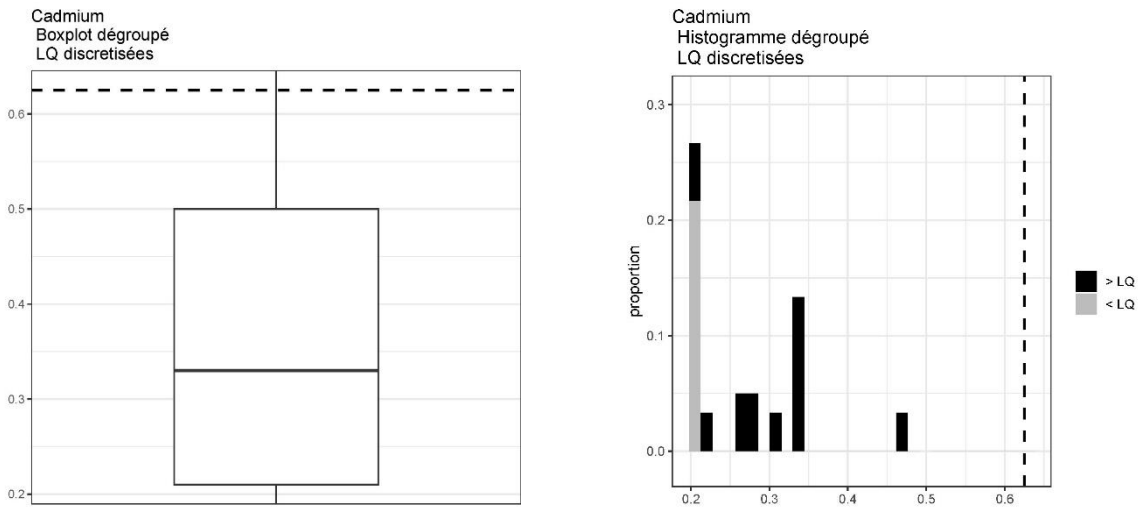 Cadmium
Boxplot dégroupé
LQ discretisées
0.6
0.5
0.4
0.3
0.2
Cadmium
Histogramme dégroupé
LQ discretisées
proportion
0.3
0.2
0.1
0.0
0.2 0.3 0.4 0.5 0.6
> LQ
< LQ